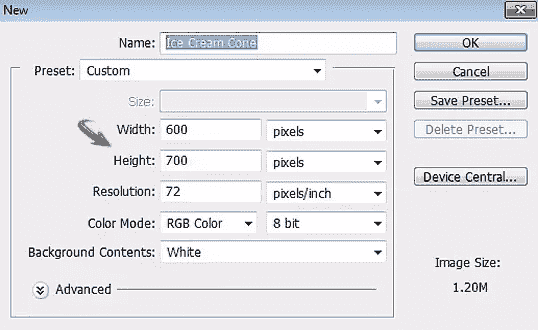 New
Name: Ice Cream Cone
OK
Preset: Custom
Cancel
Size:
Save Preset...
Width: 600 pixels
Delete Preset...
Height: 700 pixels
Resolution: 72 pixels/inch
Device Central...
Color Mode: RGB Color 8 bit
Background Contents: White
Image Size:
Advanced
1.20M